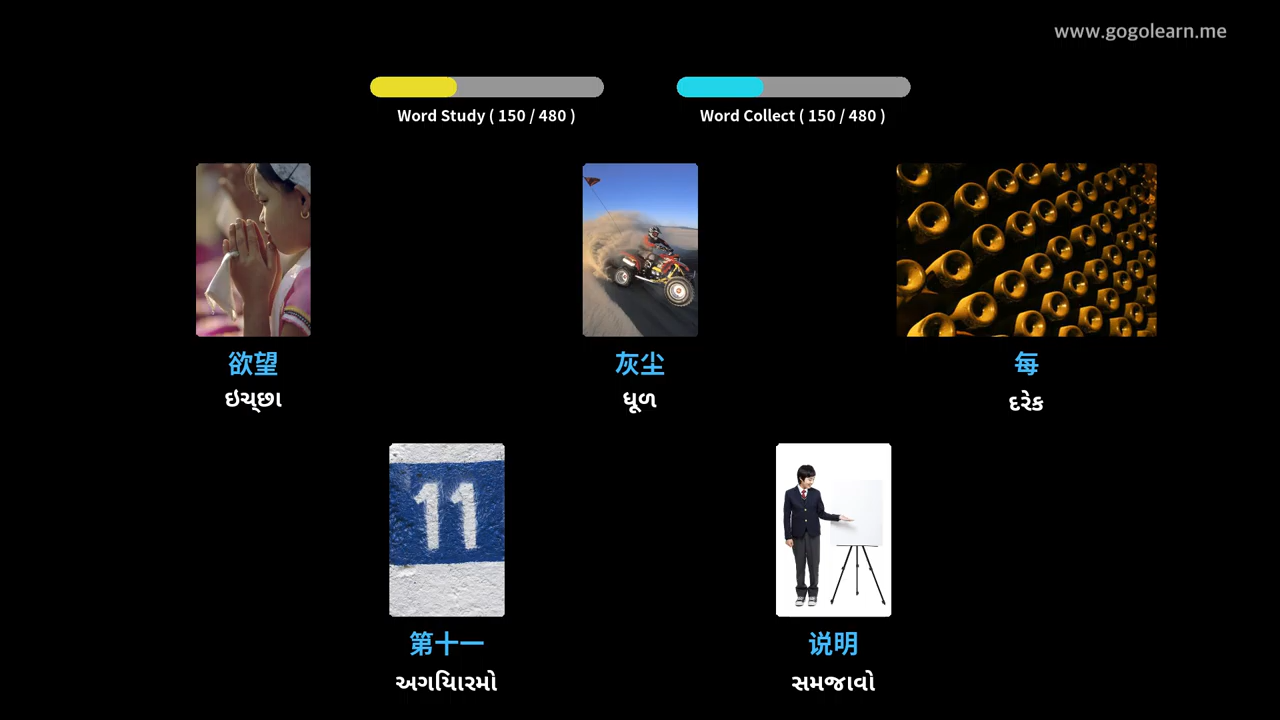 www.gogolearn.me
Word Study ( 150 / 480 )
Word Collect ( 150 / 480 )
欲望
ઇચ્છા
灰尘
ધૂળ
每
દરેક
11
第十一
અગિયારમો
说明
સમજાવો